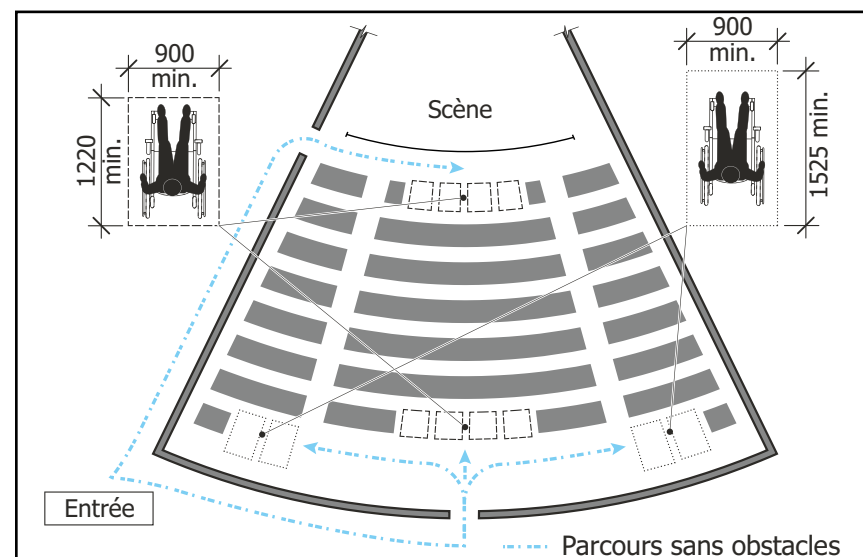 900
min.
1220
min.
Scène
900
min.
1525 min.
Entrée
Parcours sans obstacles